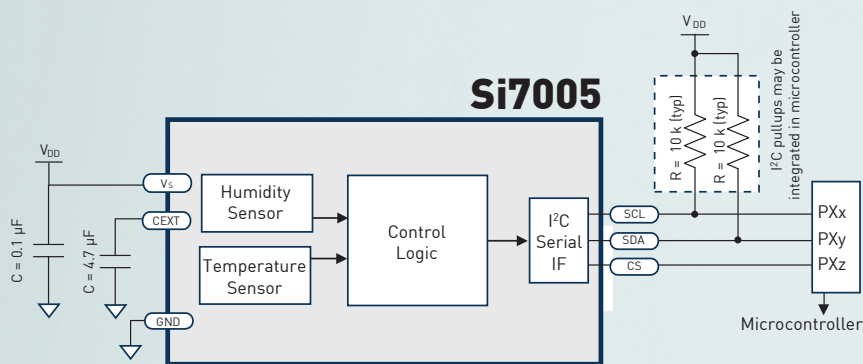 Si7005
V DD
R = 10 k (typ)
R = 10 k (typ)
I²C pullups may be
integrated in microcontroller
VDD
C = 0.1 µF
C = 4.7 µF
Vs
CEXT
GND
Humidity
Sensor
Temperature
Sensor
Control
Logic
I²C
Serial
IF
SCL
SDA
CS
PXx
PXy
PXz
Microcontroller